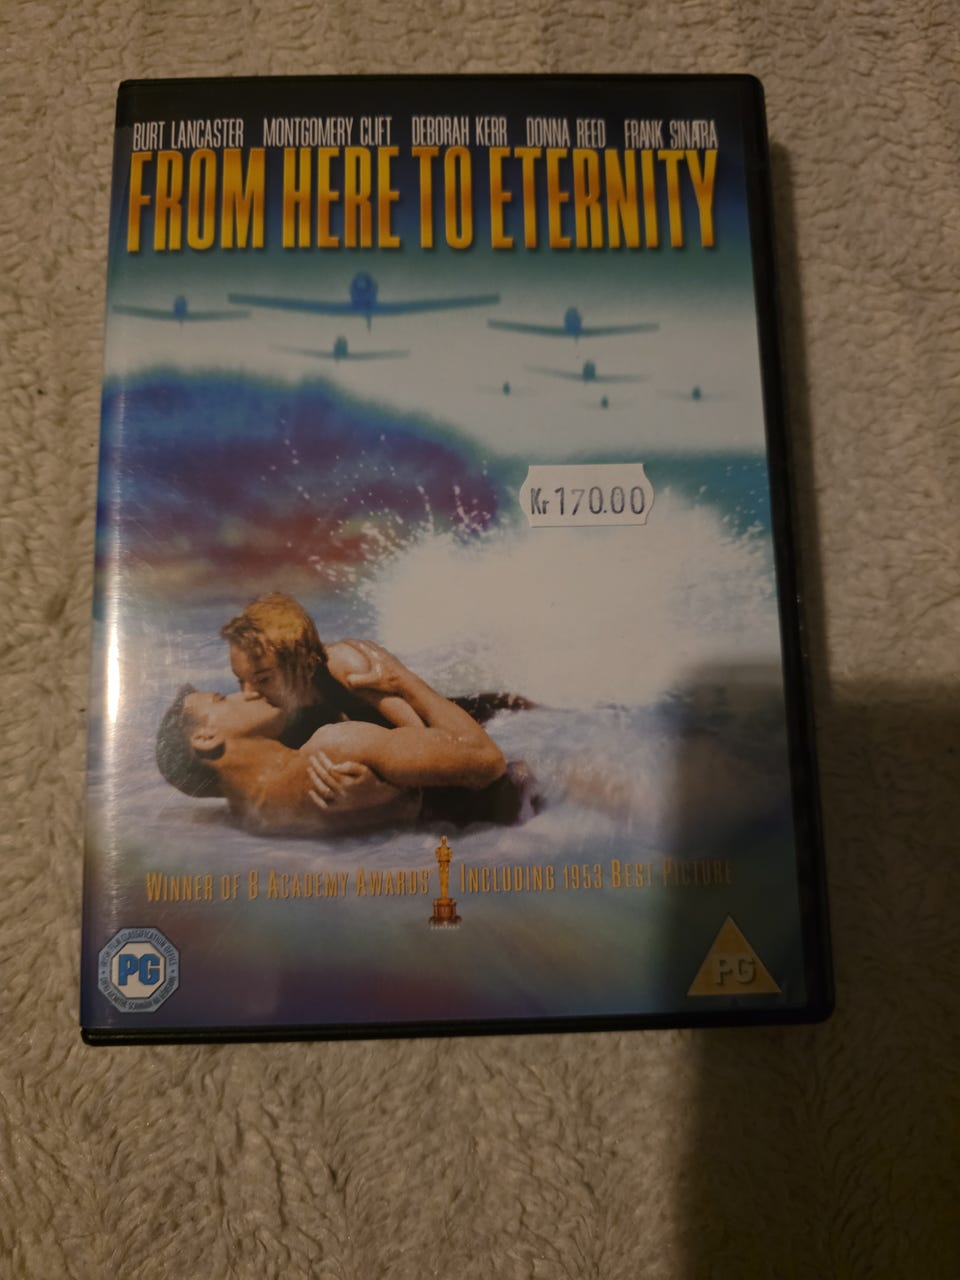 BURT LANCASTER MONTGOMERY CLIFT DEBORAH KERR DONNA REED FRANK SINATRA
FROM HERE TO ETERNITY
Kr 170.00
WINNER OF 8 ACADEMY AWARDS INCLUDING 1953 BEST PICTURE
PG
PG